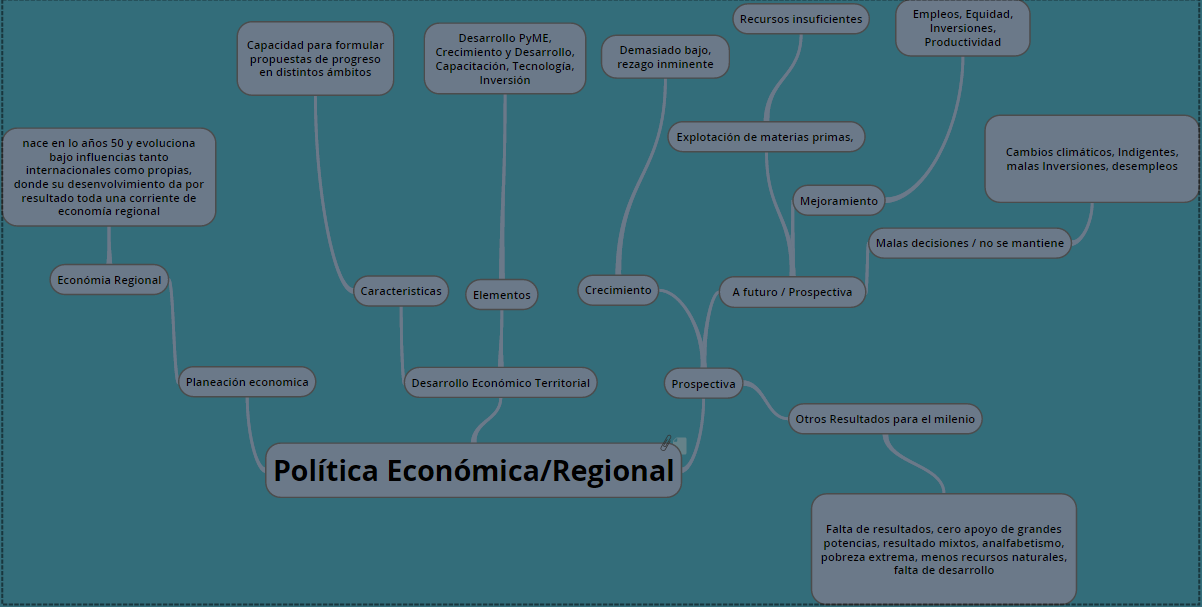 Recursos insuficientes
Empleos, Equidad,
Inversiones,
Productividad
Capacidad para formular
propuestas de progreso
en distintos ámbitos
Desarrollo PyME,
Crecimiento y Desarrollo,
Capacitación, Tecnología,
Inversión
Demasiado bajo,
rezago inminente
Explotación de materias primas,
nace en lo años 50 y evoluciona
bajo influencias tanto
internacionales como propias,
donde su desenvolvimiento da por
resultado toda una corriente de
economía regional
Cambios climáticos, Indigentes,
malas Inversiones, desempleos
Mejoramiento
Malas decisiones / no se mantiene
Económia Regional
Caracteristicas
Elementos
Crecimiento
A futuro / Prospectiva
Planeación economica
Desarrollo Económico Territorial
Prospectiva
Otros Resultados para el milenio
Política Económica/Regional
Falta de resultados, cero apoyo de grandes
potencias, resultado mixtos, analfabetismo,
pobreza extrema, menos recursos naturales,
falta de desarrollo